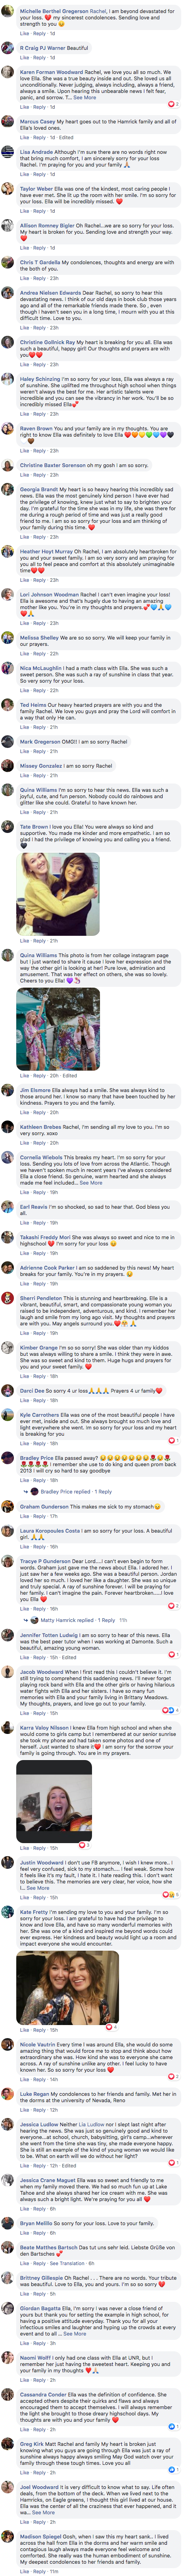 Michelle Berthel Gregerson Rachel, I am beyond devastated for
your loss. my sincerest condolences. Sending love and
strength to you
Like · Reply · 1d
R Craig PJ Warner Beautiful
Like · Reply · 1d
Karen Forman Woodward Rachel, we love you all so much. We
love Ella. She was a true beauty inside and out. She loved us all
unconditionally. Never judging, always including, always a friend,
always a smile. Upon hearing this unbearable news I felt fear,
panic, and sorrow. T... See More
Like · Reply · 1d
2
Marcus Casey My heart goes out to the Hamrick family and all of
Ella's loved ones.
Like · Reply · 1d · Edited
Lisa Andrade Although I'm sure there are no words right now
that bring much comfort, I am sincerely sorry for your loss
Rachel. I'm praying for you and your family
Like · Reply · 1d
Taylor Weber Ella was one of the kindest, most caring people I
have ever met. She lit up the room with her smile. I'm so sorry for
your loss. Ella will be incredibly missed.
Like · Reply · 1d
Allison Romney Bigler Oh Rachel...we are so sorry for your loss.
My heart is broken for you. Sending love and strength your way.
Like · Reply · 1d
Chris T Gardella My condolences, thoughts and energy are with
the both of you.
Like · Reply · 23h
Andrea Nielsen Edwards Dear Rachel, so sorry to hear this
devastating news. I think of our old days in book club those years
ago and all of the memorable friends made there. So, even
though I haven't seen you in a long time, I mourn with you at this
difficult time. Love to you.
Like · Reply · 23h
Christine Gollnick Ray My heart is breaking for you all. Ella was
such a beautiful, happy girl! Our thoughts and prayers are with
you
Like · Reply · 23h
Haley Schinzing I'm so sorry for your loss, Ella was always a ray
of sunshine. She uplifted me throughout high school when things
weren't always the best for me. Her artistic talents were
incredible and you can see the vibrancy in her work. You'll be
incredibly missed Ella
Like · Reply · 23h
Raven Brown You and your family are in my thoughts. You are
right to know Ella was definitely to love Ella
Like · Reply · 23h
Christine Baxter Sorenson oh my gosh I am so sorry.
Like · Reply · 23h
Georgia Brandt My heart is so heavy hearing this incredibly sad
news. Ella was the most genuinely kind person I have ever had
the privilege of knowing. Knew just what to say to brighten my
day. I'm grateful for the time she was in my life, she helped me
during a rough period of time and was just a really good
friend to me. I am so so sorry for your loss and am thinking of
your family during this time.
Like · Reply · 23h
Heather Hoyt Murray Oh Rachel, I am absolutely heartbroken for
you and your sweet family. I am so very sorry and am praying for
you all to feel peace and comfort during this excruciating
time
Like · Reply · 23h
Lori Johnson Woodman Rachel I can't even imagine your loss!
Ella is awesome and that's hugely due to having an amazing
mother like you. You're in my thoughts and prayers.
Like · Reply · 23h
Melissa Shelley We are so so sorry. We will keep your family in
our prayers.
Like · Reply · 22h
Nica McLaughlin I had a math class with Ella. She was such a
sweet person. She was such a ray of sunshine in a dark that year.
So very sorry for your loss.
Like · Reply · 22h
Ted Heims Our heavy hearted prayers are with you and the
family Rachel. We love you guys and pray the Lord will comfort in
a way that only He can.
Like · Reply · 21h
Mark Gregerson OMG!! I am so sorry Rachel
Like · Reply · 21h
Missey Gonzalez I am so sorry Rachel
Like · Reply · 21h
Quina Williams I'm so sorry to hear this news. Ella was such a
joyful, cute, and fun person. Nobody could do rainbows and
glitter like she could. Grateful to have known her.
Like · Reply · 21h
Tate Brown I love you Ella! You were always so kind and
supportive. You made me kinder and more empathetic. I am so
glad I had the privilege of knowing you and calling you a friend.
Like · Reply · 21h
Quina Williams This photo is from her collage instagram page
but I just wanted to share it cause I love her expression and the
way the other girl is looking at her! Pure love, admiration and
amusement. That was her effect on others, she was so lovely.
Cheers to you Ella!
Like · Reply · 20h · Edited
Jim Elsmore Ella always had a smile. She was always kind to
those around her. I know so many that have been touched by her
kindness. Prayers to you and the family.
Like · Reply · 20h
Kathleen Brebes Rachel, I'm sending all my love to you. I'm so
very sorry. xoxo
Like · Reply · 20h
Cornelia Wiebols This breaks my heart. I'm so sorry for your
loss. Sending you lots of love from across the Atlantic. Though
we haven't spoken much in recent years I've always considered
Ella a close friend. So genuine, warm hearted and she always
made me feel included... See More
Like · Reply · 19h
Earl Reavis I'm so shocked, so sad to hear that. God bless you
all.
Like · Reply · 19h
Takashi Freddy Mori She was always so sweet and nice to me in
highschool I'm sorry for your loss
Like · Reply · 19h
Adrienne Cook Parker I am so saddened by this news! My heart
breaks for your family. You're in my prayers.
Like · Reply · 19h
Sherri Pendleton This is stunning and heartbreaking. Ella is a
vibrant, beautiful, smart, and compassionate young woman you
raised to be independent, adventurous, and kind. I remember her
laugh and smile from my long ago visit. My thoughts and prayers
are with you. May angels surround you.
Like · Reply · 19h
Kimber Grange I'm so so sorry! She was older than my kiddos
but was always willing to share a smile. I think they were in awe.
She was so sweet and kind to them. Huge hugs and prayers for
you and your sweet family.
Like · Reply · 18h
Darci Dee So sorry 4 ur loss Prayers 4 ur family
Like · Reply · 18h
Kyle Carrothers Ella was one of the most beautiful people I have
ever met, inside and out. She always brought so much love and
joy everywhere she went. I'm so sorry for everyone and my heart
is breaking for you
Like · Reply · 18h
1
Bradley Price Ella passed away?
I remember she use to do king and queen prom back
2013 i will cry so hard to say goodbye
Like · Reply · 18h
Bradley Price replied · 1 Reply
Graham Gunderson This makes me sick to my stomach
Like · Reply · 17h
Laura Koropoulos Costa I am so sorry for your loss. A beautiful
girl.
Like · Reply · 16h
Tracye P Gunderson Dear Lord.....I can't even begin to form
words. Graham just gave me the news about Ella. I adored her. I
just saw her a few weeks ago. She was beautiful person. Jordan
loved her so much as did Graham. Your daughter was so unique
and truly special. A ray of sunshine forever. I will be praying for
her family. I can't imagine the pain. I'm heartbroken.....I love
you Ella
Like · Reply · 16h
2
Matty Hamrick replied · 1 Reply 11h
Jennifer Totten Ludwig I am so sorry to hear of this news. Ella
was the best peer tutor when I was working at Damonte. Such a
beautiful, amazing young woman.
Like · Reply · 15h · Edited
1
Jacob Woodward When I first read this I couldn't believe it. I'm
still trying to comprehend this saddening news. I'll never forget
playing rock band with Ella and having ridiculously hilarious
water fights with Ella and her sisters. I have so many fun
memories with Ella and your family living in Brittany Meadows.
My thoughts, prayers, and love go out to your family.
Like · Reply · 16h
4
Karra Valoy Nilsson I knew Ella from high school and when she
would come to girls camp but I remembered for our senior sunset
she took my phone and had taken some photos and one of
herself. Just wanted to share it I am so sorry for the sorrow your
family is going through. You are in my prayers.
3
Like · Reply · 15h
Justin Woodward I don't use FB anymore, I wish I knew more... I
feel very confused, sick to my stomach.... I feel weak. Some how it
feels like it's my fault, I hate it. I hate reading this. I don't want
to believe this. The memories are very clear, her voice, how she
l... See More
Like · Reply · 15h
6
Kate Fretty I'm sending my love to you and your family. I'm so
sorry for your loss. I am grateful to have had the privilege to
know and love Ella, and have so many wonderful memories with
her. She was an incredibly radiant and kind soul and that won't
ever expire. Her kindness and beauty would light up a room and
impact everyone she would encounter.
Like · Reply · 15h
4
Nicole Vautrin Every time I was around Ella, she would do some
amazing thing that would force me to stop and think about how
extraordinary she was. How compassionate and kind she was. So
rare. A ray of sunshine unlike any other. I feel lucky to have
known her. So so sorry for your loss
Like · Reply · 14h
2
Luke Regan My condolences to her friends and family. Met her in
the dorms at the university of Nevada, Reno
Like · Reply · 12h
Jessica Ludlow Neither Lia Ludlow nor I slept last night after
hearing the news. She was just so genuinely good and kind to
everyone...at school, church, babysitting, girls camp...wherever
she went from the time she was tiny, she made everyone happy.
She is still an example of the kind of young woman we would like to
be. What on earth will we do without her light?
Like · Reply · 12h · Edited
1
Jessica Crane Maguet Ella was so sweet and friendly to me
when my family moved there. We had so much fun up at Lake
Tahoe and she always shared her ice cream with me. She was
always such a bright light. We're praying for you all!
Like · Reply · 6h
Bryan Melillo So sorry for your loss. Love to your family.
Like · Reply · 6h
Beate Matthes Bartsch Das tut uns sehr leid. Liebste Grüße von
den Bartsches
Like · Reply · See Translation · 6h
Brittney Gillespie Oh Rachel . . . There are no words. Your tribute
was beautiful. Love to Ella, you and yours. I'm so so sorry
Like · Reply · 5h
Giordan Bagatta Ella, I'm sorry I was never a close friend of
yours but thank you for setting the example in high school, for
having a positive attitude everyday. Thank you for all your
infectious smiles and laughter and hyping up the students at every
event and to all ... See More
Like · Reply · 3h
Naomi Wolff I only had one class with Ella at UNR, but I
remember her just having the sweetest heart. Keeping you and
your family in my thoughts
Like · Reply · 2h
Cassandra Conder Ella was the definition of confidence. She
accepted others despite their quirks and flaws and always
encouraged us to be our authentic selves. I will always remember
the light she brought to those dreary highschool days. My
thoughts are with you and your family
Like · Reply · 2h
1
Greg Kirk Matt Rachel and family My heart is broken just
knowing what you guys are going through Ella was just a ray of
sunshine always happy always smiling May God watch over your
family through these tough times. Love you all
Like · Reply · 2h
1
Joel Woodward It is very difficult to know what to say. Life often
deals, from the bottom of the deck. When we lived next to the
Hamricks, on Eagle greens, I thought this girl lived at our house.
Ella was at the center of all the craziness that happened, and it
wa... See More
Like · Reply · 2h
Madison Spiegel Gosh, when I saw this my heart sank.. I lived
across the hall from Ella in the dorms and her warm smile and
contagious laughter always made everyone feel welcome and
comforted. She really was the human embodiment of sunshine.
My deepest condolences to her friends and family.
Like · Reply · 11m